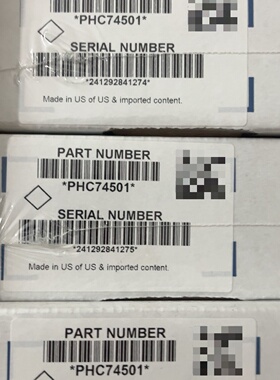 *PHC74501*
SERIAL NUMBER
*241292841274*
Made in US of US & imported content.
PART NUMBER
*PHC74501*
SERIAL NUMBER
*241292841275*
Made in US of US & imported content.
PART NUMBER
*PHC74501*